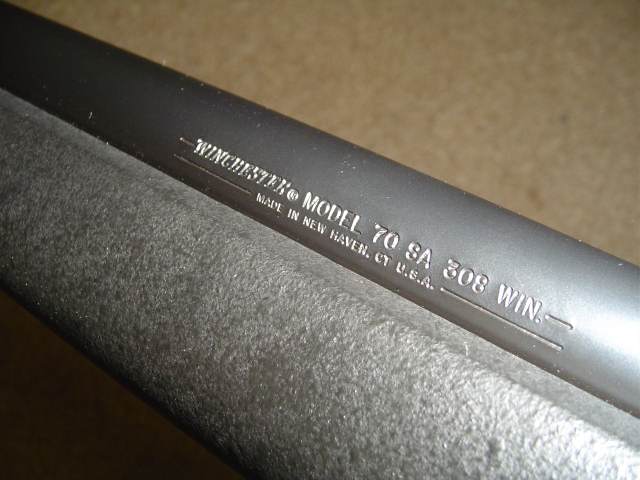 WINCHESTER® MODEL 70 SA 308 WIN.
MADE IN NEW HAVEN, CT U.S.A.